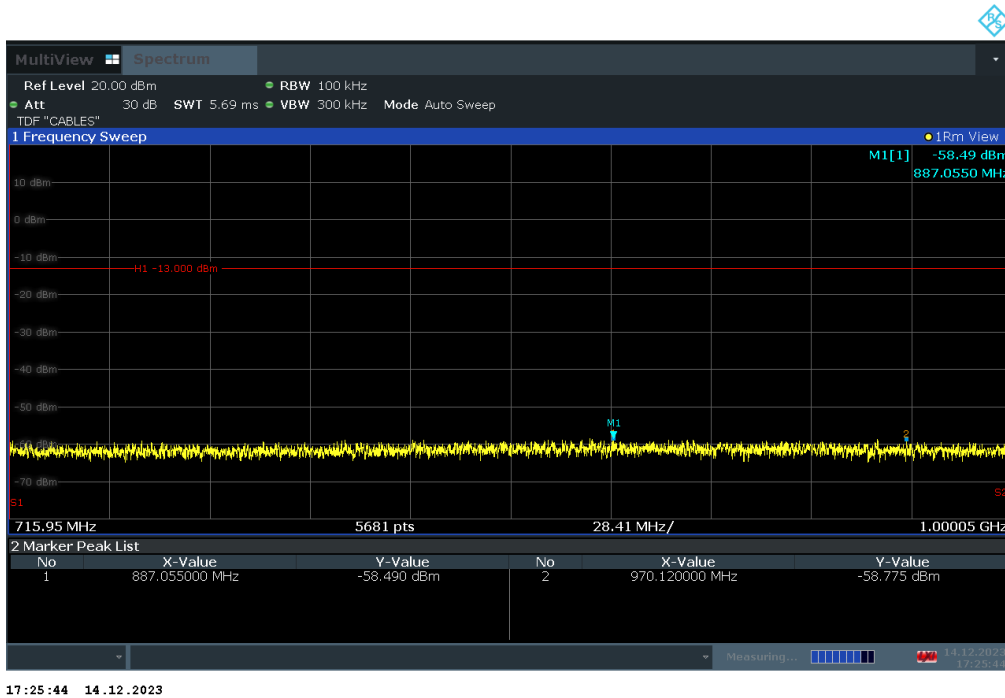 R&S
MultiView Spectrum
Ref Level 20.00 dBm RBW 100 kHz
Att 30 dB SWT 5.69 ms VBW 300 kHz Mode Auto Sweep
TDF "CABLES"
1 Frequency Sweep 1Rm View
M1[1] -58.49 dBm
887.0550 MHz
10 dBm
0 dBm
-10 dBm
H1 -13.000 dBm
-20 dBm
-30 dBm
-40 dBm
-50 dBm
M1
2
-60 dBm
-70 dBm
S1 S2
715.95 MHz 5681 pts 28.41 MHz/ 1.00005 GHz
2 Marker Peak List
No X-Value Y-Value No X-Value Y-Value
1 887.055000 MHz -58.490 dBm 2 970.120000 MHz -58.775 dBm
Measuring... 14.12.2023
17:25:44
17:25:44 14.12.2023